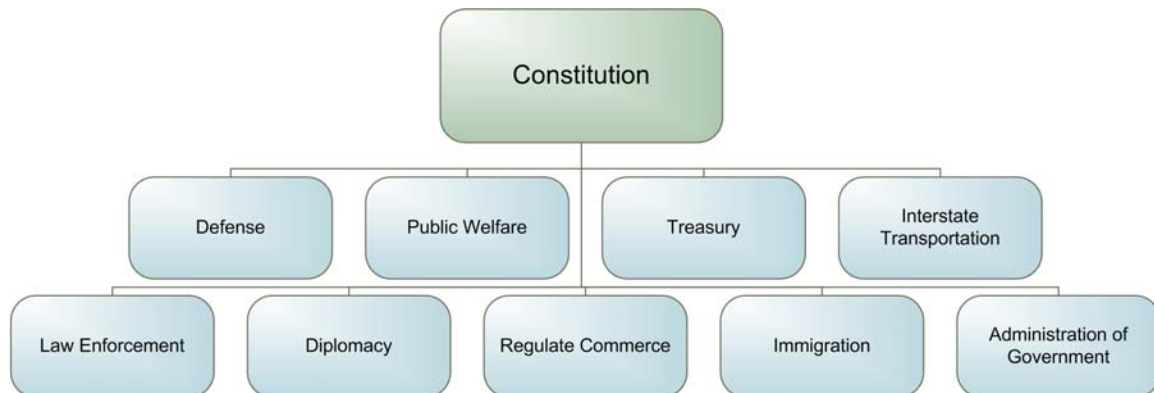 Constitution
Defense
Public Welfare
Treasury
Interstate
Transportation
Law Enforcement
Diplomacy
Regulate Commerce
Immigration
Administration of
Government